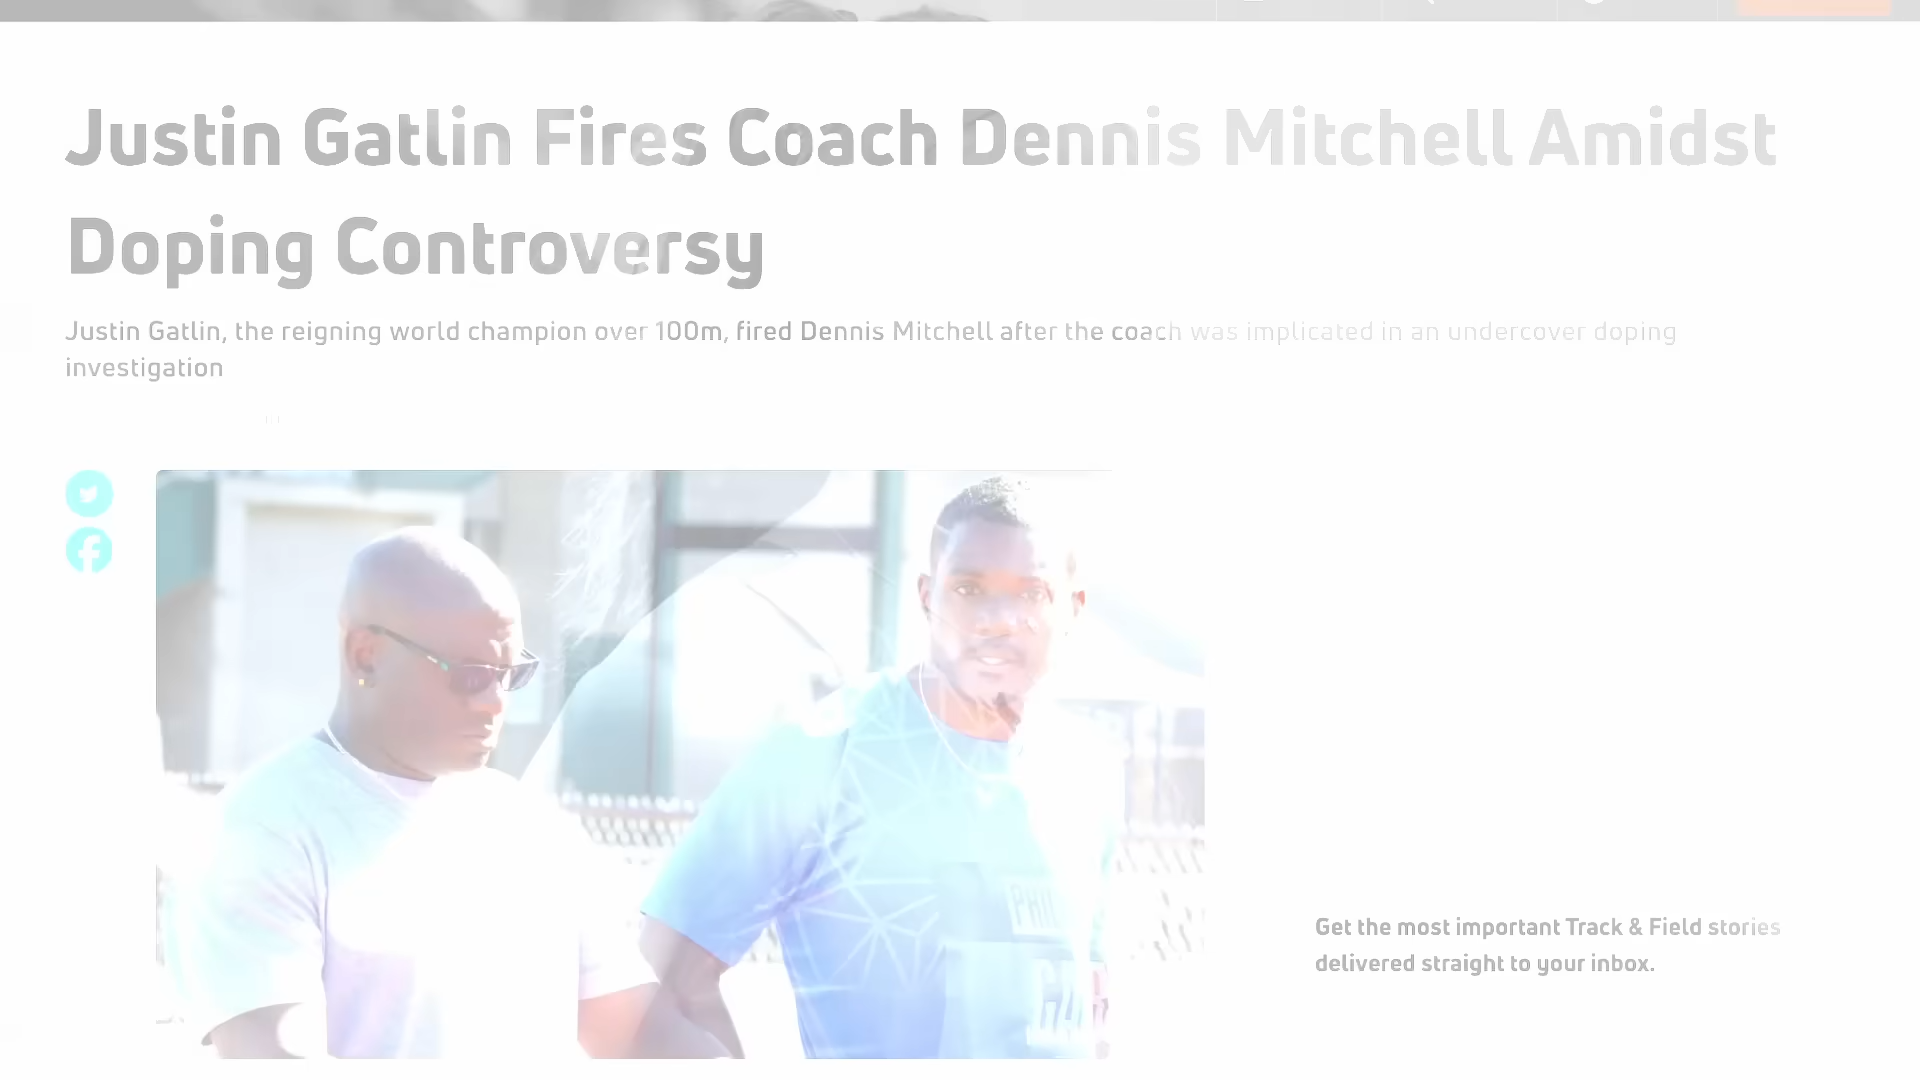 Justin Gatlin Fires Coach Dennis Mitchell Amidst
Doping Controversy
Justin Gatlin, the reigning world champion over 100m, fired Dennis Mitchell after the coach was implicated in an undercover doping
investigation
PHIL
Get the most important Track & Field stories
delivered straight to your inbox.